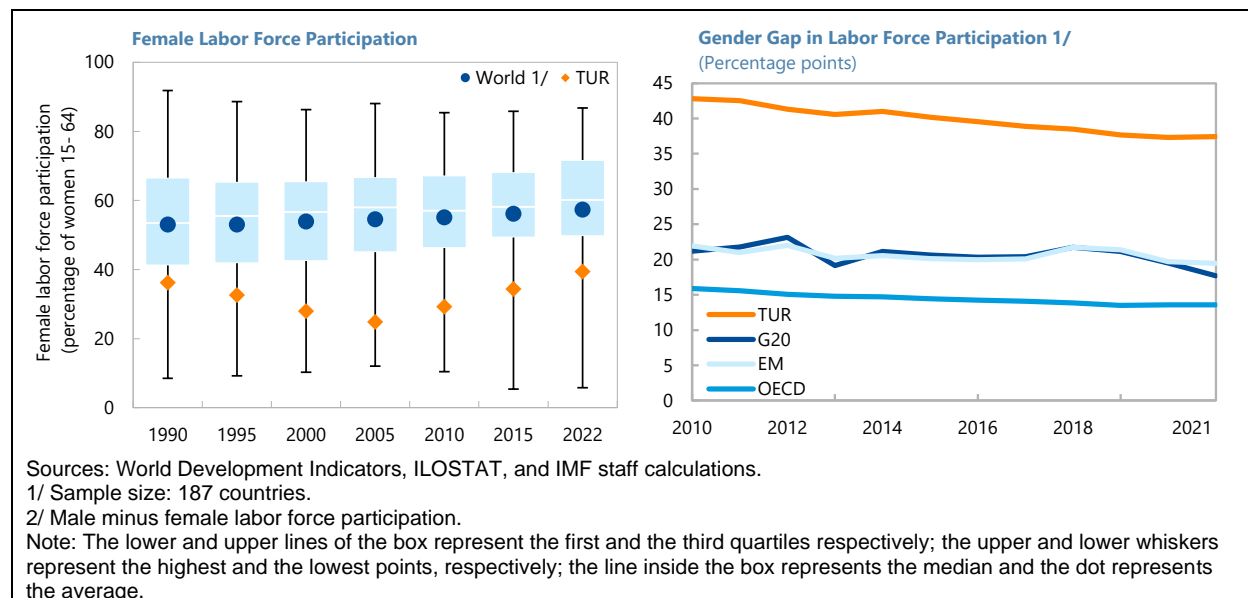 Female Labor Force Participation
100
80
60
40
20
0
Female labor force participation
(percentage of women 15- 64)
World 1/ TUR
1990 1995 2000 2005 2010 2015 2022
Gender Gap in Labor Force Participation 1/
(Percentage points)
45
40
35
30
25
20
15
10
5
0
TUR
G20
EM
OECD
2010 2012 2014 2016 2018 2021
Sources: World Development Indicators, ILOSTAT, and IMF staff calculations.
1/ Sample size: 187 countries.
2/ Male minus female labor force participation.
Note: The lower and upper lines of the box represent the first and the third quartiles respectively; the upper and lower whiskers
represent the highest and the lowest points, respectively; the line inside the box represents the median and the dot represents
the average.